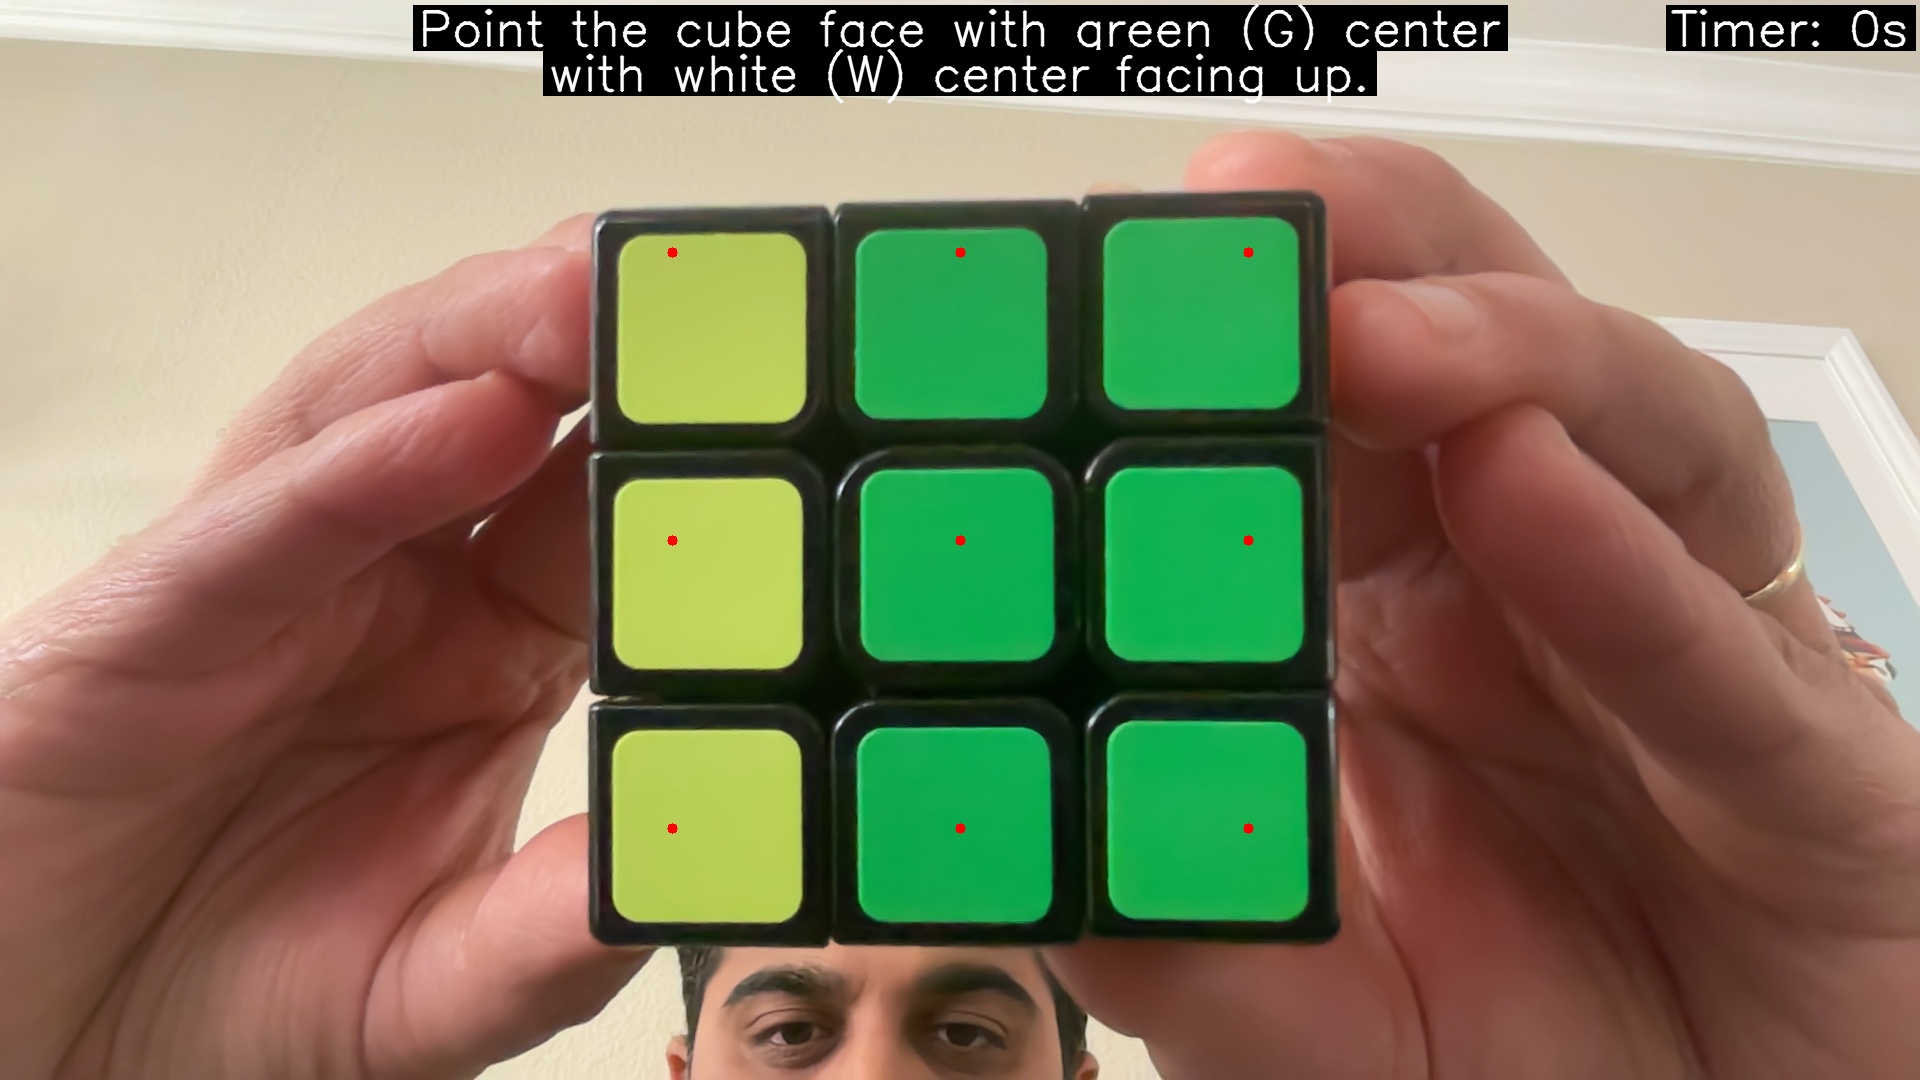 Point the cube face with green (G) center
with white (W) center facing up.
Timer: 0s